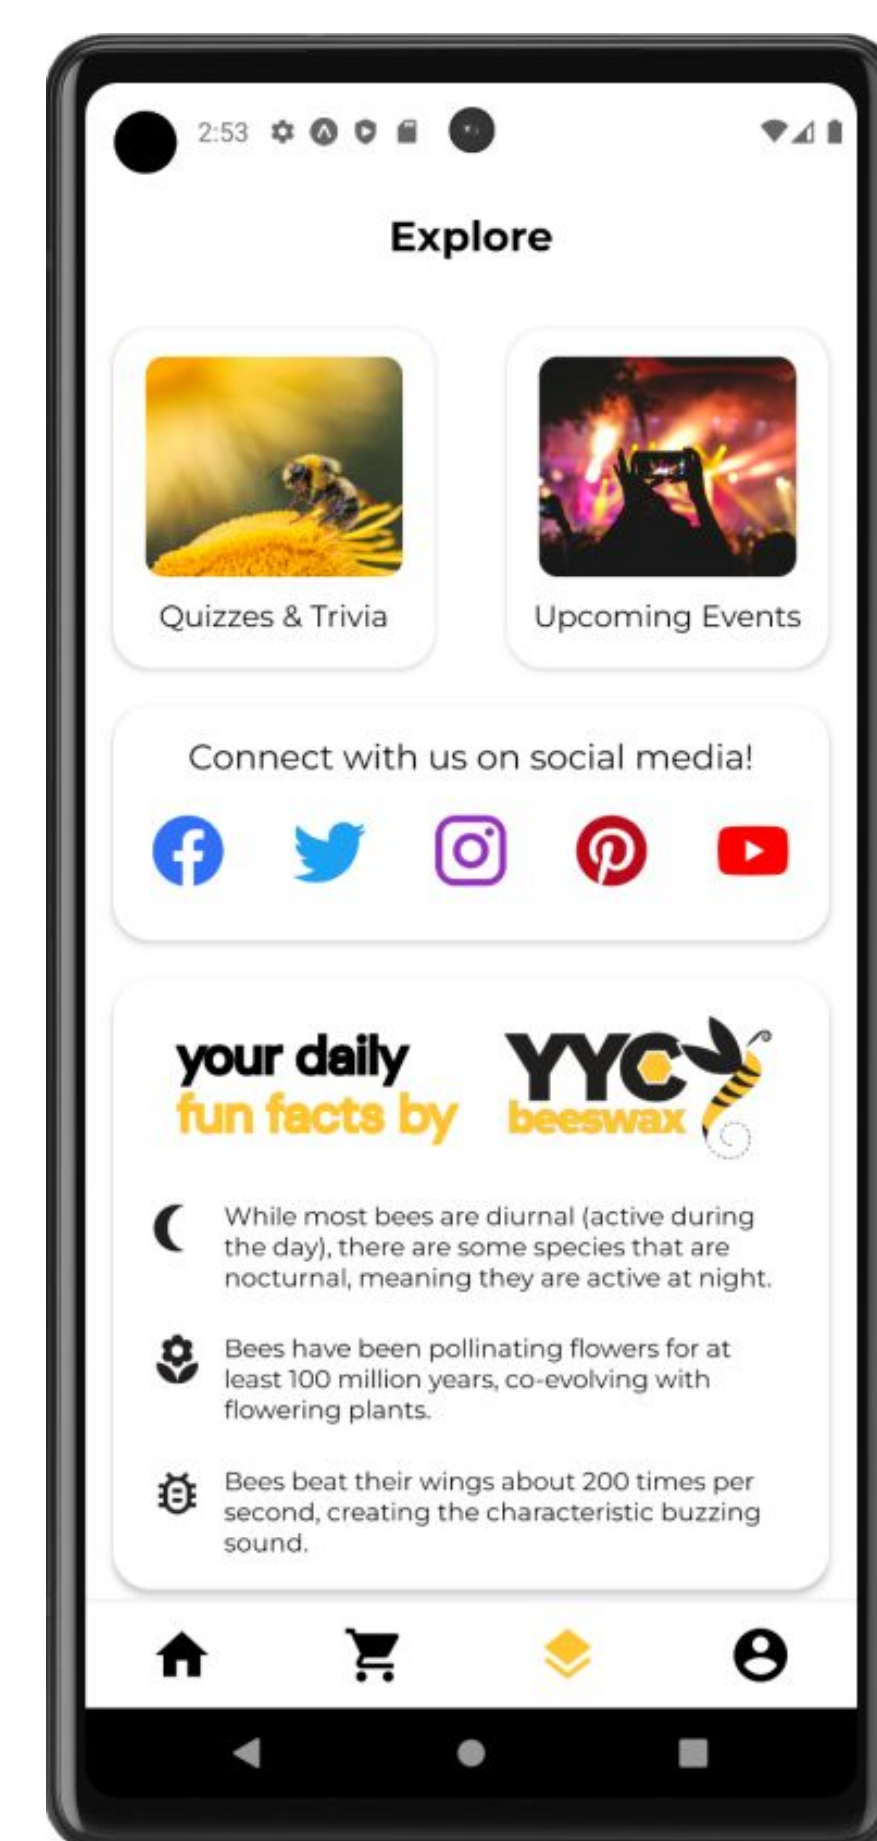 2:53
Explore
Quizzes & Trivia
Upcoming Events
Connect with us on social media!
your daily
fun facts by
YYC
beeswax
While most bees are diurnal (active during
the day), there are some species that are
nocturnal, meaning they are active at night.
Bees have been pollinating flowers for at
least 100 million years, co-evolving with
flowering plants.
Bees beat their wings about 200 times per
second, creating the characteristic buzzing
sound.